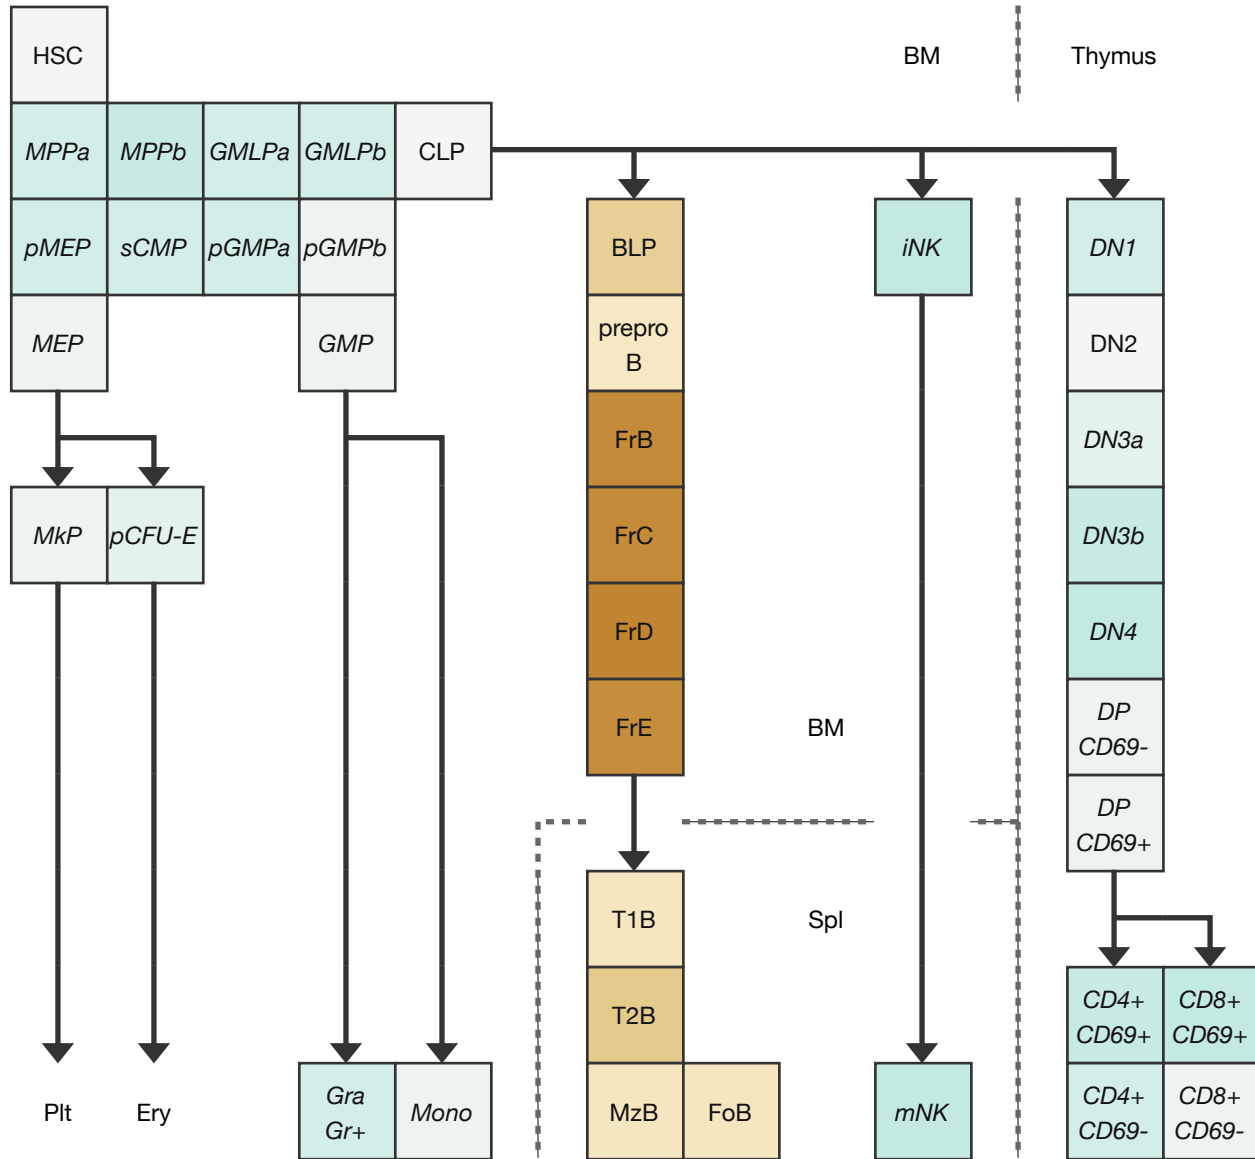 HSC
BM
Thymus
MPPa
MPPb
GMLPa
GMLPb
CLP
pMEP
sCMP
pGMPa
pGMPb
BLP
iNK
DN1
MEP
GMP
prepro
B
DN2
FrB
DN3a
MkP
pCFU-E
FrC
DN3b
FrD
DN4
FrE
BM
DP
CD69-
DP
CD69+
T1B
Spl
T2B
CD4+
CD69+
CD8+
CD69+
Plt
Ery
Gra
Gr+
Mono
MzB
FoB
mNK
CD4+
CD69-
CD8+
CD69-